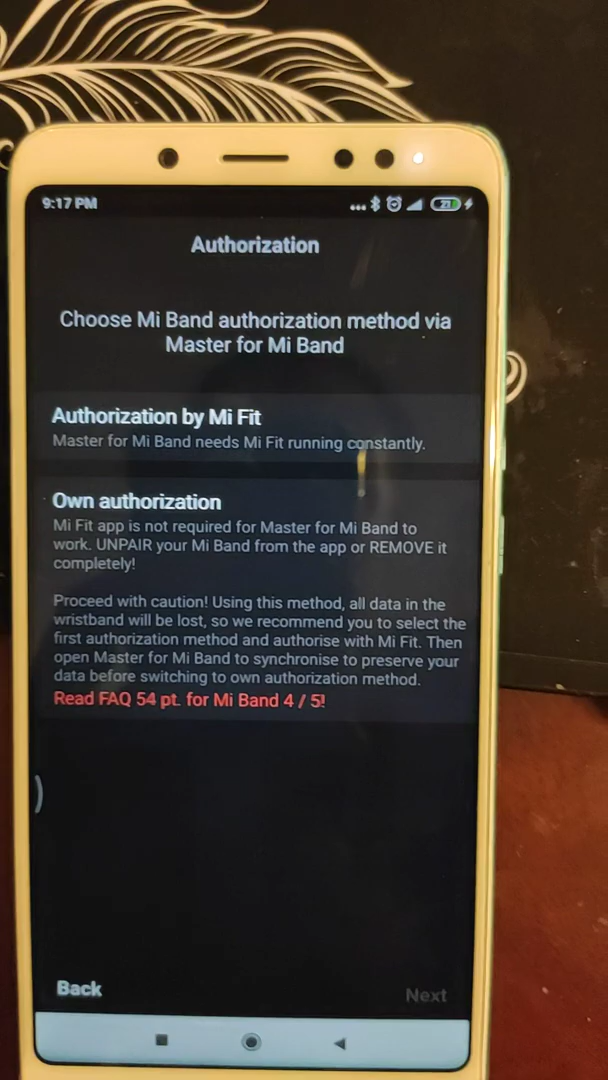 9:17 PM
21
Authorization
Choose Mi Band authorization method via
Master for Mi Band
Authorization by Mi Fit
Master for Mi Band needs Mi Fit running constantly.
Own authorization
Mi Fit app is not required for Master for Mi Band to
work. UNPAIR your Mi Band from the app or REMOVE it
completely!
Proceed with caution! Using this method, all data in the
wristband will be lost, so we recommend you to select the
first authorization method and authorise with Mi Fit. Then
open Master for Mi Band to synchronise to preserve your
data before switching to own authorization method.
Read FAQ 54 pt. for Mi Band 4 / 5!
Back
Next